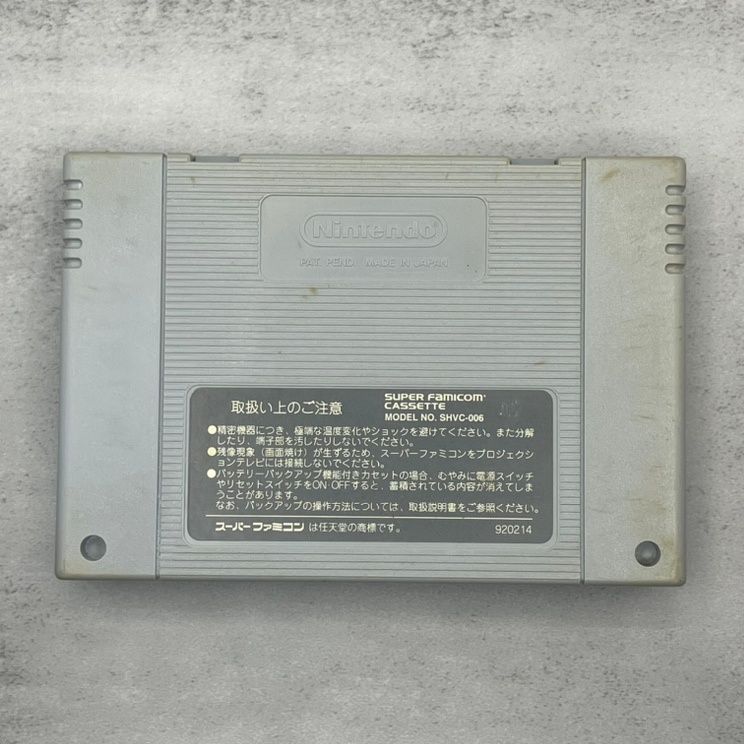 Nintendo
PAT. PEND. MADE IN JAPAN
取扱い上のご注意
SUPER FAMICOM
CASSETTE
MODEL NO. SHVC-006
●精密機器につき、極端な温度変化やショックを避けてください。また分解
したり、端子部を汚したりしないでください。
●残像現象（画面焼け）が生ずるため、スーパーファミコンをプロジェクシ
ョンテレビには接続しないでください。
●バッテリーバックアップ機能付きカセットの場合、むやみに電源スイッチ
やリセットスイッチをON・OFFすると、蓄積されている内容が消えてしま
うことがあります。
なお、バックアップの操作方法については、取扱説明書をご参照ください。
スーパーファミコンは任天堂の商標です。
920214